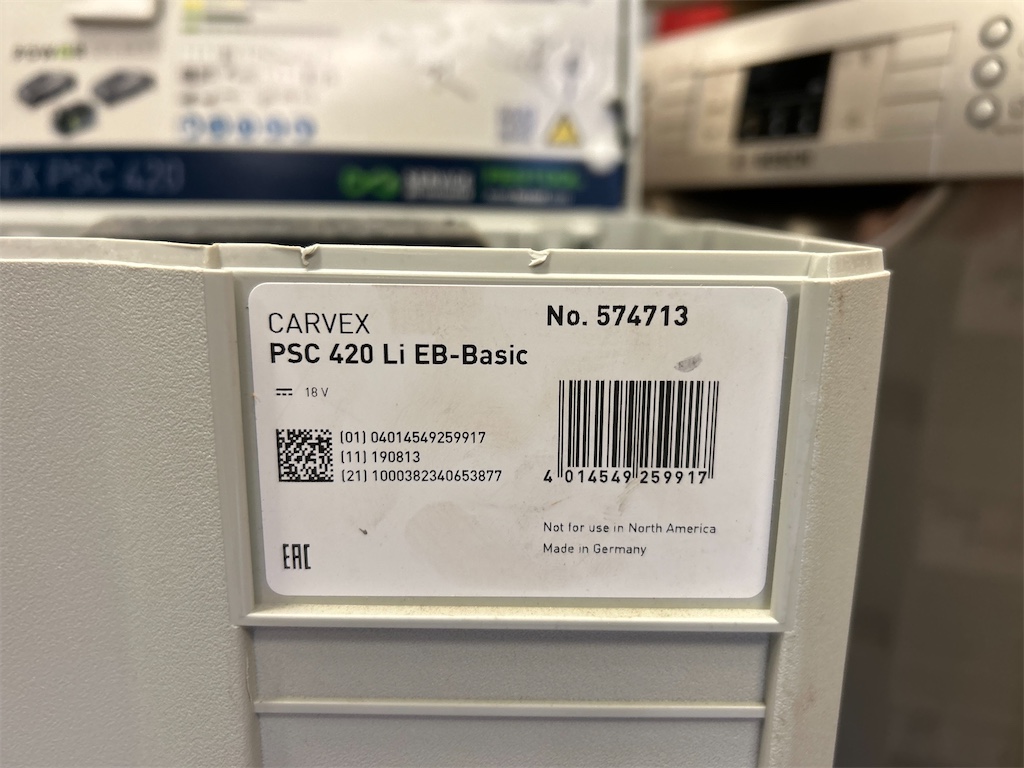 EX PSC 420
CARVEX
PSC 420 Li EB-Basic
18 V
No. 574713
(01) 04014549259917
(11) 190813
(21) 1000382340653877
4 014549 259917
EAC
Not for use in North America
Made in Germany